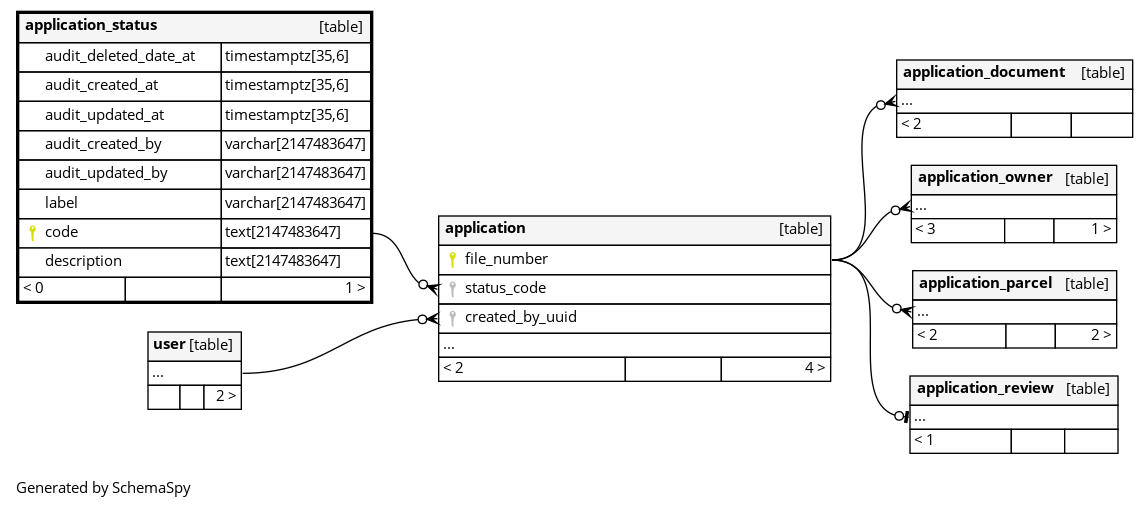 application_status [table]
audit_deleted_date_at timestamptz[35,6]
audit_created_at timestamptz[35,6]
audit_updated_at timestamptz[35,6]
audit_created_by varchar[2147483647]
audit_updated_by varchar[2147483647]
label varchar[2147483647]
code text[2147483647]
description text[2147483647]
< 0 1 >
user [table]
...
2 >
application [table]
file_number
status_code
created_by_uuid
...
< 2 4 >
application_document [table]
...
< 2
application_owner [table]
...
< 3 1 >
application_parcel [table]
...
< 2 2 >
application_review [table]
...
< 1
Generated by SchemaSpy